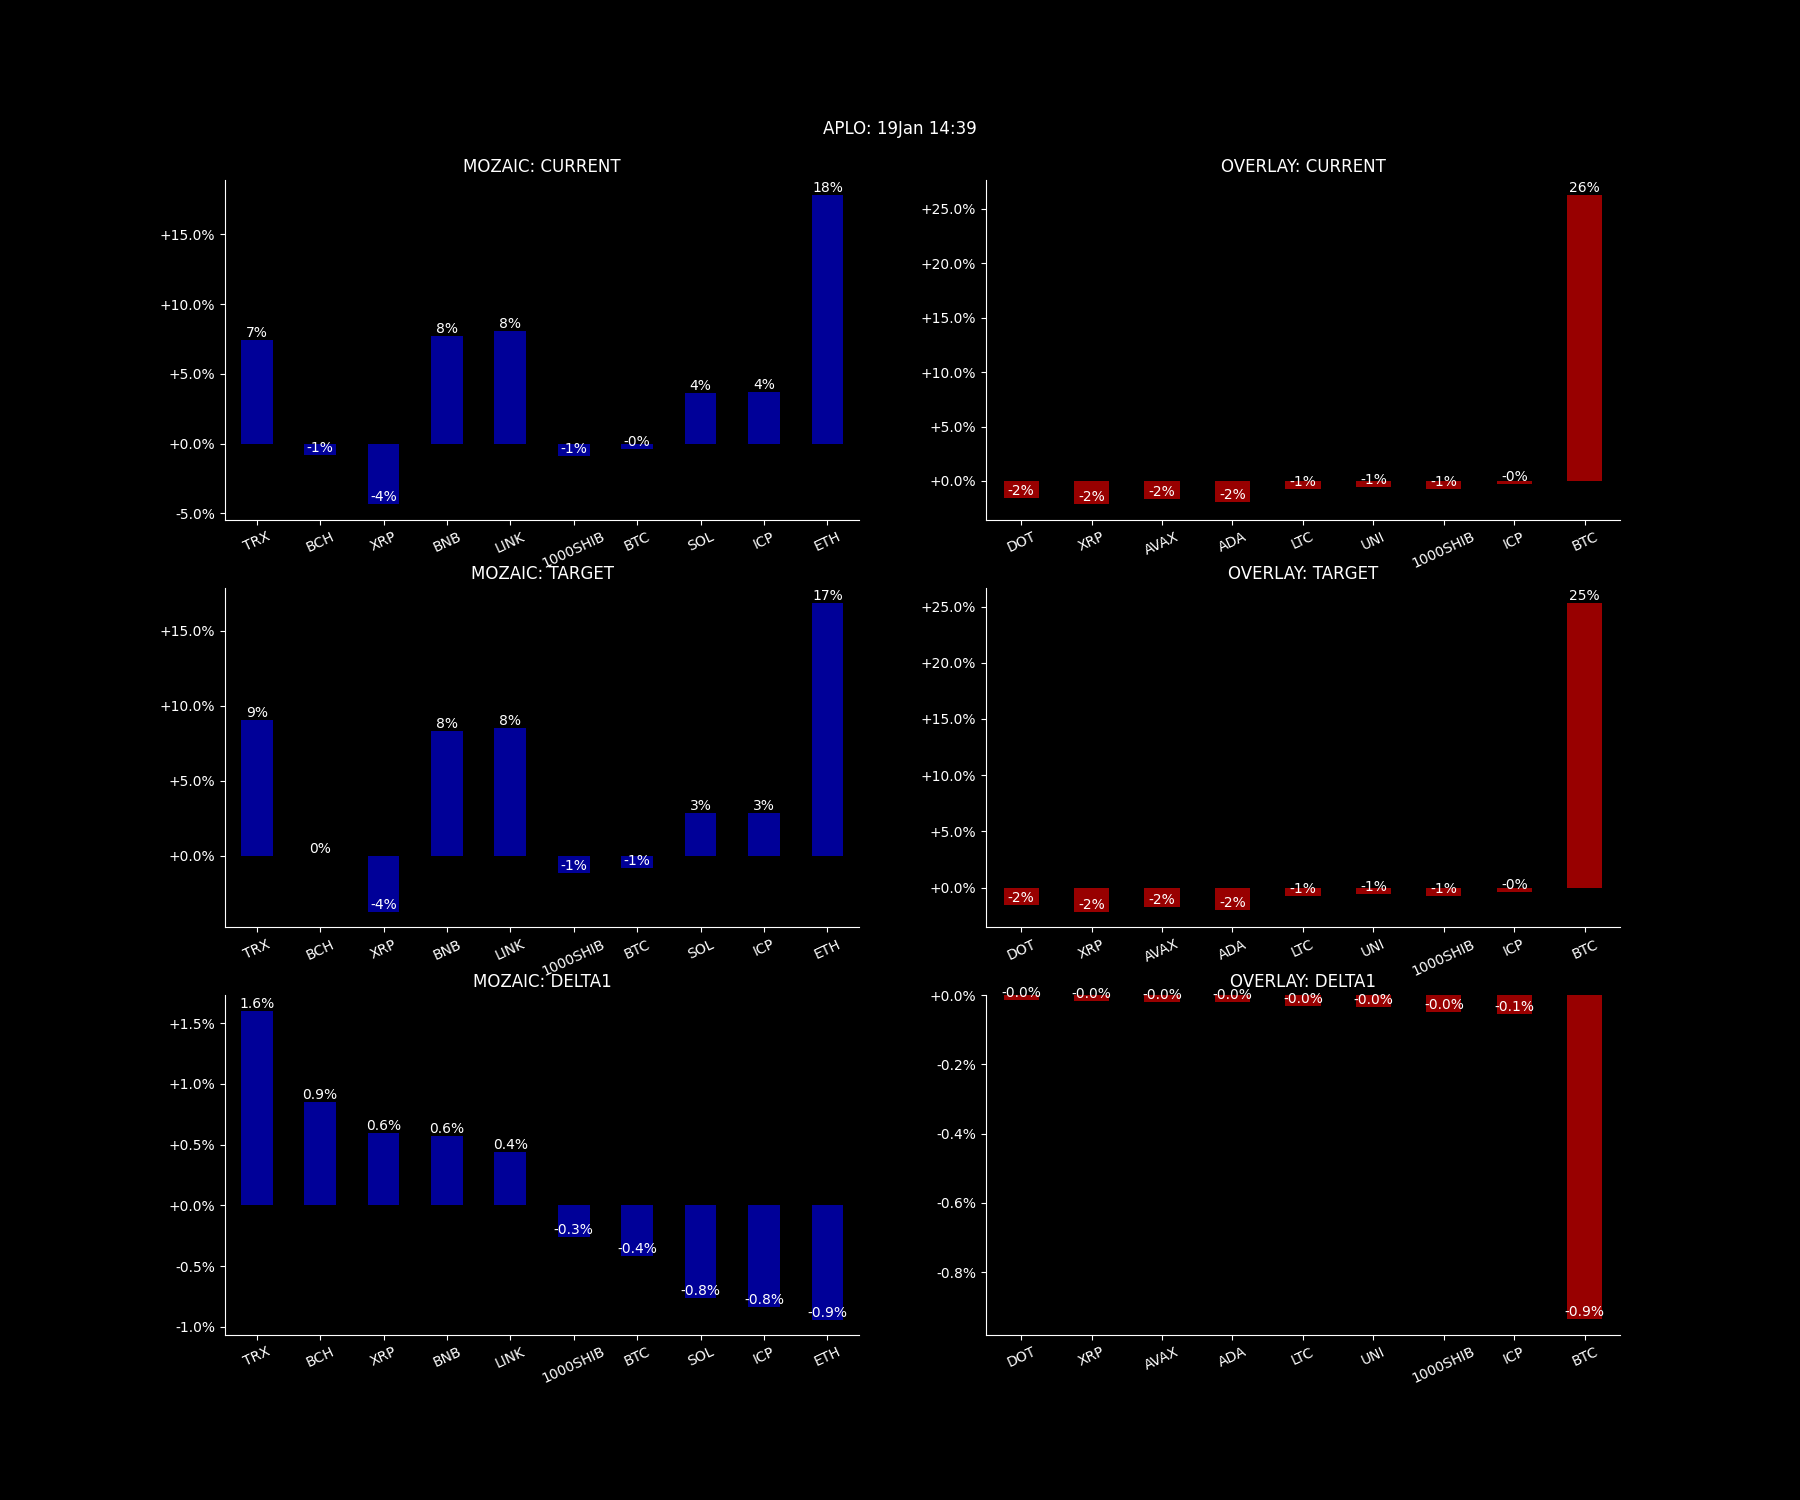 APLO: 19Jan 14:39
MOZAIC: CURRENT
+15.0%
+10.0%
+5.0%
+0.0%
-5.0%
7%
-1%
-4%
8%
8%
-1%
-0%
4%
4%
18%
TRX
BCH
XRP
BNB
LINK
1000SHIB
BTC
SOL
ICP
ETH
OVERLAY: CURRENT
+25.0%
+20.0%
+15.0%
+10.0%
+5.0%
+0.0%
-2%
-2%
-2%
-2%
-1%
-1%
-1%
-0%
26%
DOT
XRP
AVAX
ADA
LTC
UNI
1000SHIB
ICP
BTC
MOZAIC: TARGET
+15.0%
+10.0%
+5.0%
+0.0%
9%
0%
-4%
8%
8%
-1%
-1%
3%
3%
17%
TRX
BCH
XRP
BNB
LINK
1000SHIB
BTC
SOL
ICP
ETH
OVERLAY: TARGET
+25.0%
+20.0%
+15.0%
+10.0%
+5.0%
+0.0%
-2%
-2%
-2%
-2%
-1%
-1%
-1%
-0%
25%
DOT
XRP
AVAX
ADA
LTC
UNI
1000SHIB
ICP
BTC
MOZAIC: DELTA1
+1.5%
+1.0%
+0.5%
+0.0%
-0.5%
-1.0%
1.6%
0.9%
0.6%
0.6%
0.4%
-0.3%
-0.4%
-0.8%
-0.8%
-0.9%
TRX
BCH
XRP
BNB
LINK
1000SHIB
BTC
SOL
ICP
ETH
OVERLAY: DELTA1
+0.0%
-0.2%
-0.4%
-0.6%
-0.8%
-0.0%
-0.0%
-0.0%
-0.0%
-0.0%
-0.0%
-0.0%
-0.1%
-0.9%
DOT
XRP
AVAX
ADA
LTC
UNI
1000SHIB
ICP
BTC